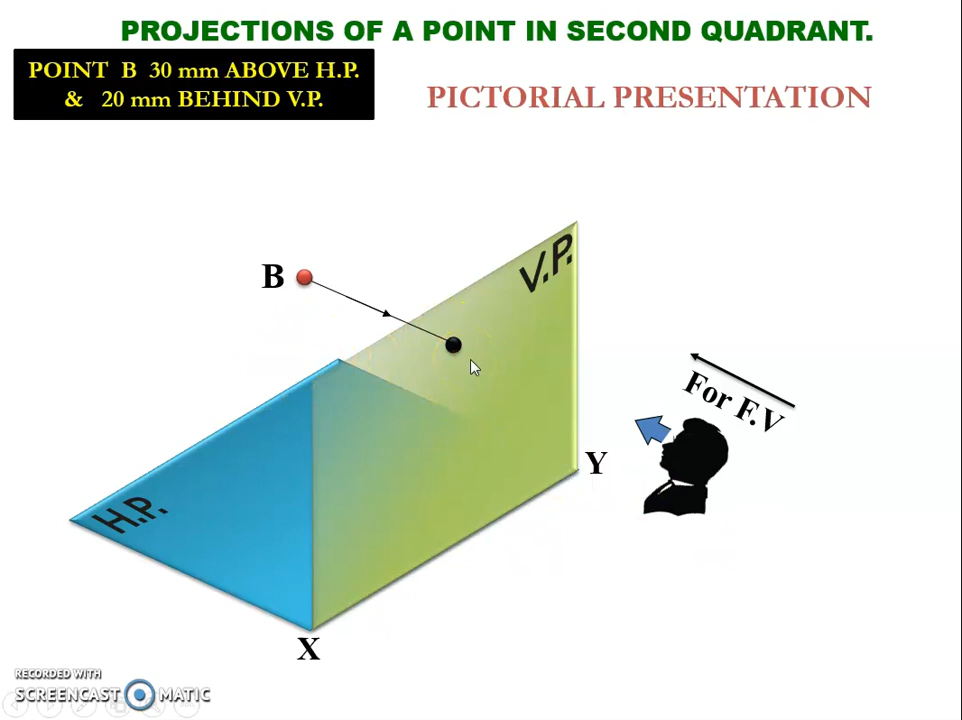 PROJECTIONS OF A POINT IN SECOND QUADRANT.
POINT B 30 mm ABOVE H.P.
& 20 mm BEHIND V.P.
PICTORIAL PRESENTATION
V.P.
B
For F.V
Y
H.P.
X
RECORDED WITH
SCREENCAST MATIC